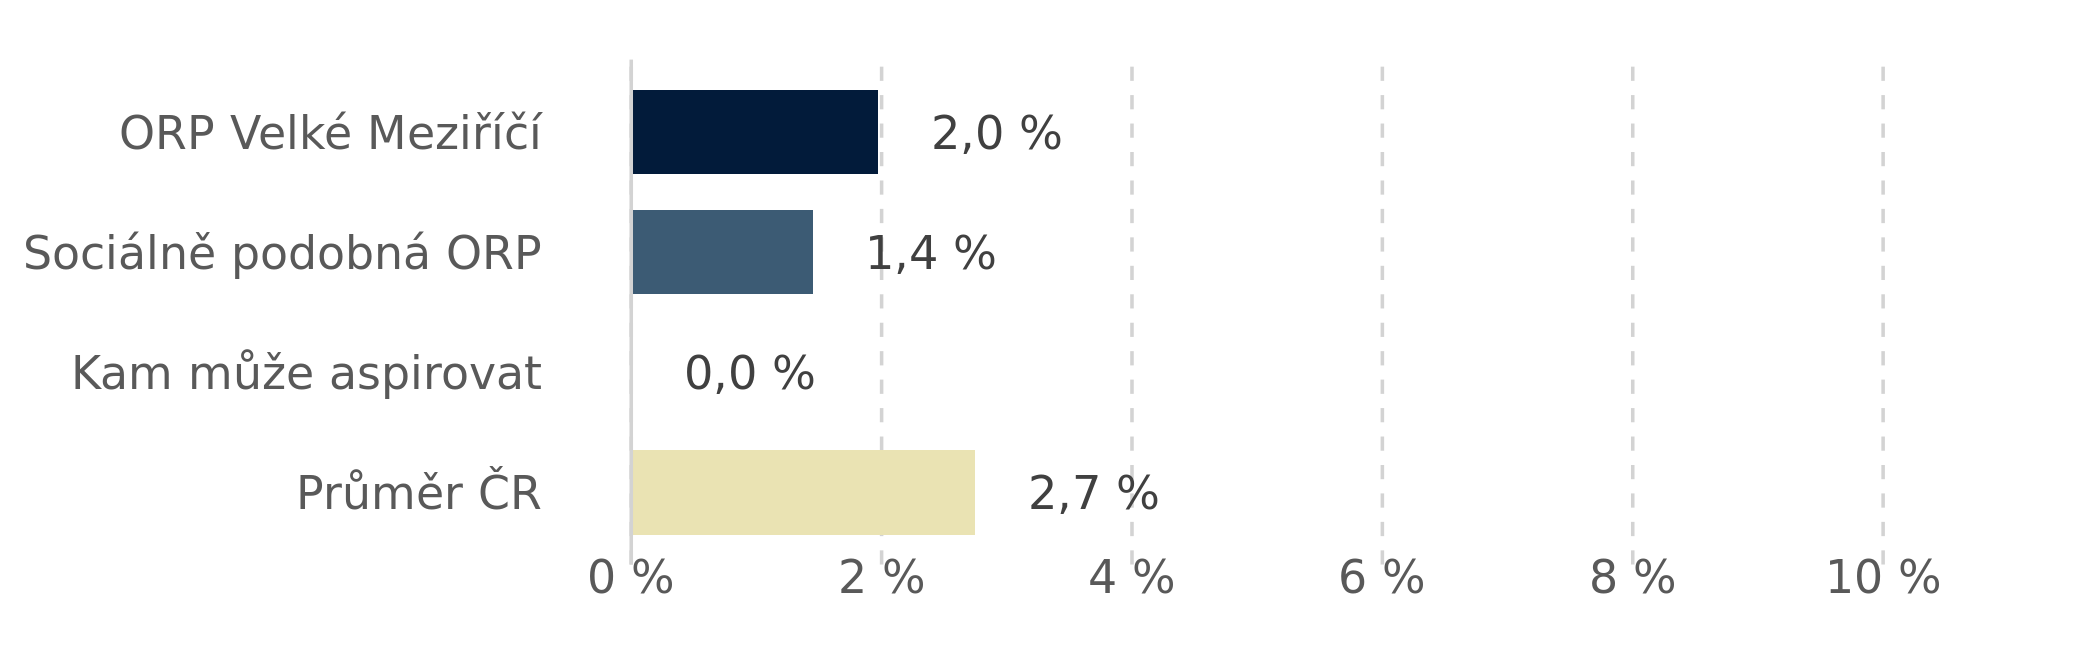 ORP Velké Meziříčí 2,0 %
Sociálně podobná ORP 1,4 %
Kam může aspirovat 0,0 %
Průměr ČR 2,7 %
0 % 2 % 4 % 6 % 8 % 10 %